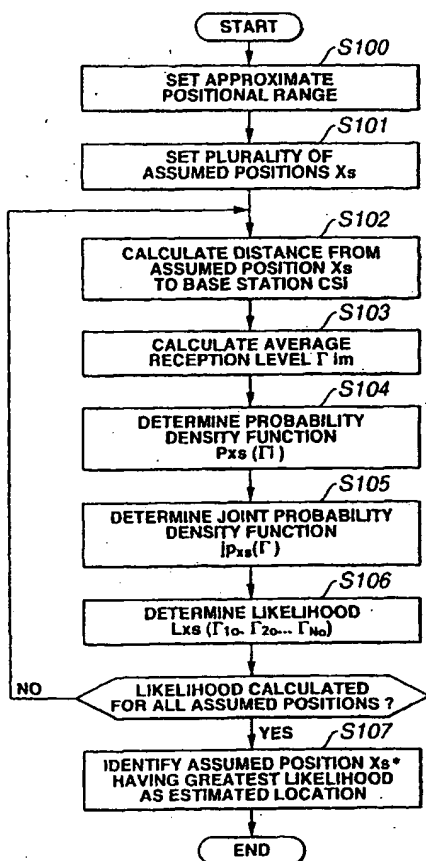 START
S100
SET APPROXIMATE
POSITIONAL RANGE
S101
SET PLURALITY OF
ASSUMED POSITIONS Xs
S102
CALCULATE DISTANCE FROM
ASSUMED POSITION Xs
TO BASE STATION CSi
S103
CALCULATE AVERAGE
RECEPTION LEVEL Γ im
S104
DETERMINE PROBABILITY
DENSITY FUNCTION
Pxs (Γi)
S105
DETERMINE JOINT PROBABILITY
DENSITY FUNCTION
jpxs(Γ)
S106
DETERMINE LIKELIHOOD
Lxs (Γ1o, Γ2o... ΓNo)
NO
LIKELIHOOD CALCULATED
FOR ALL ASSUMED POSITIONS ?
YES
S107
IDENTIFY ASSUMED POSITION Xs*
HAVING GREATEST LIKELIHOOD
AS ESTIMATED LOCATION
END